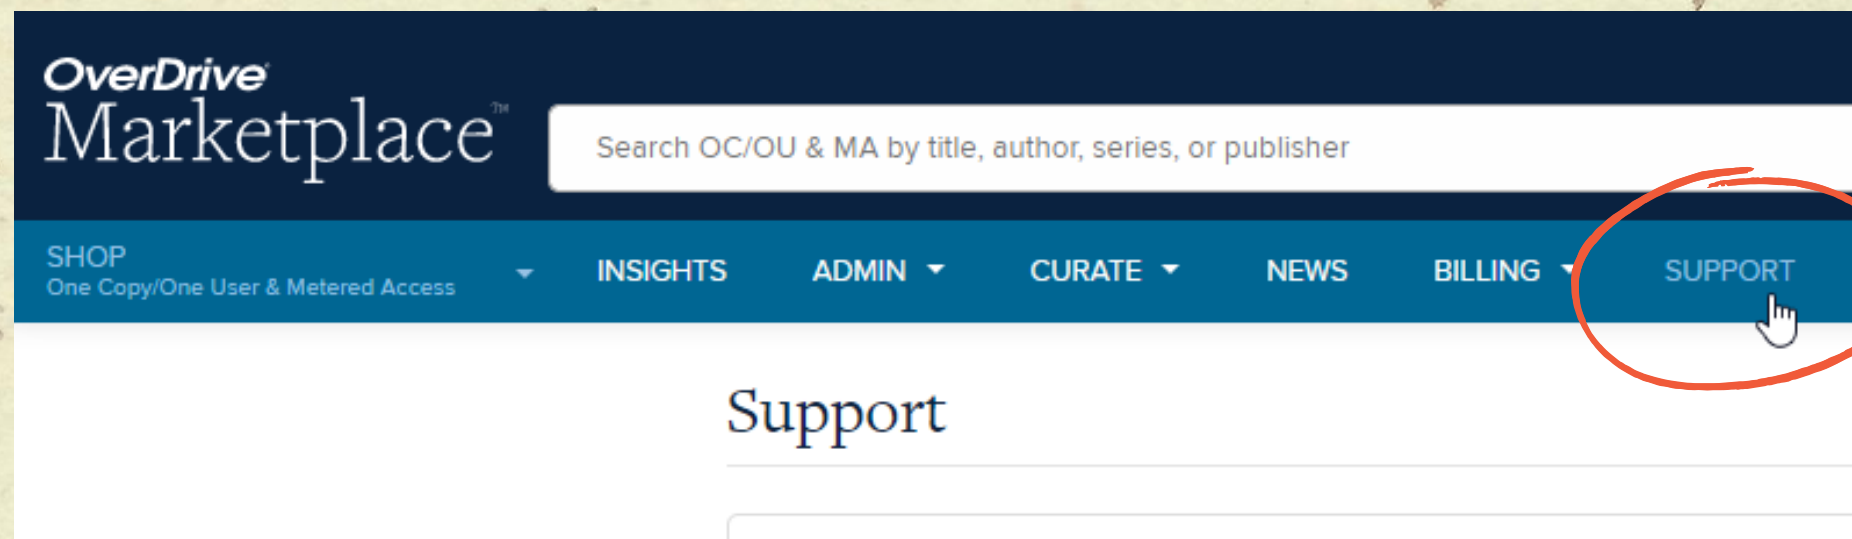 OverDrive
Marketplace™
Search OC/OU & MA by title, author, series, or publisher
SHOP
One Copy/One User & Metered Access
INSIGHTS
ADMIN
CURATE
NEWS
BILLING
SUPPORT
Support